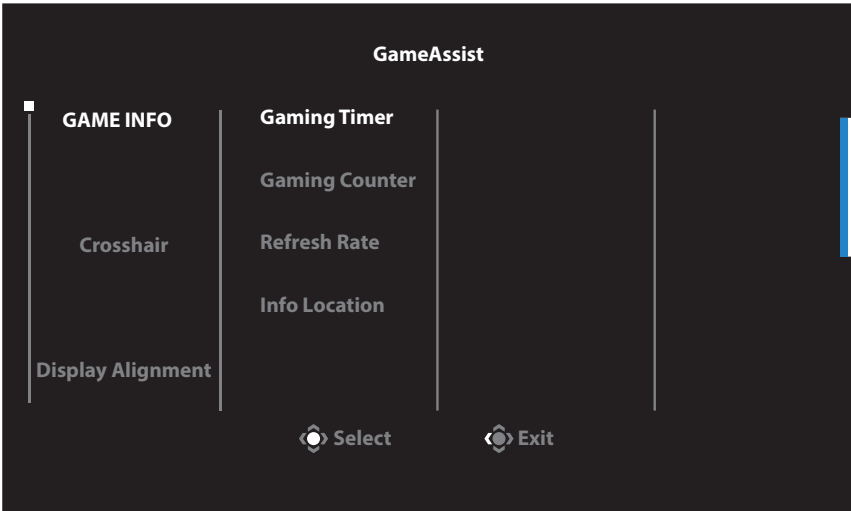 GameAssist
GAME INFO
Crosshair
Display Alignment
Gaming Timer
Gaming Counter
Refresh Rate
Info Location
Select
Exit